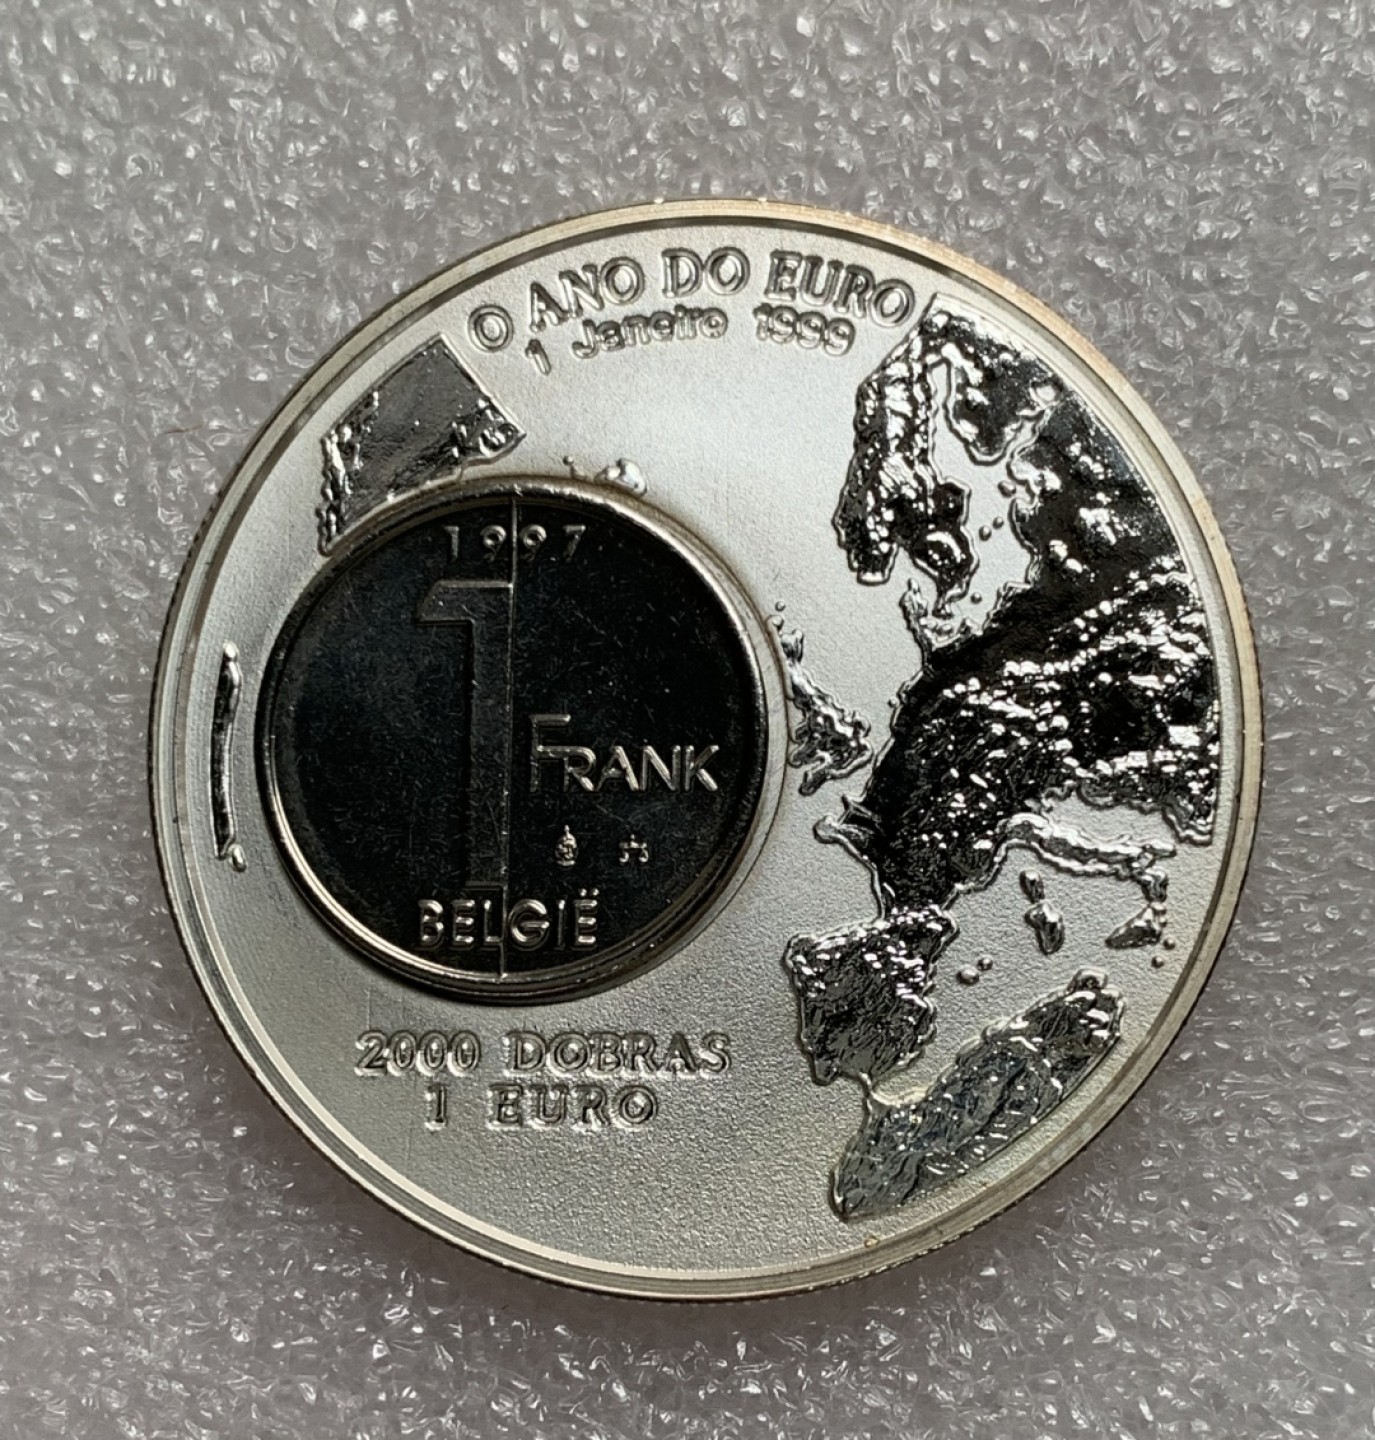 O ANO DO EURO
1 Janeiro 1999
1997
1
FRANK
BELGIË
2000 DOBRAS
1 EURO